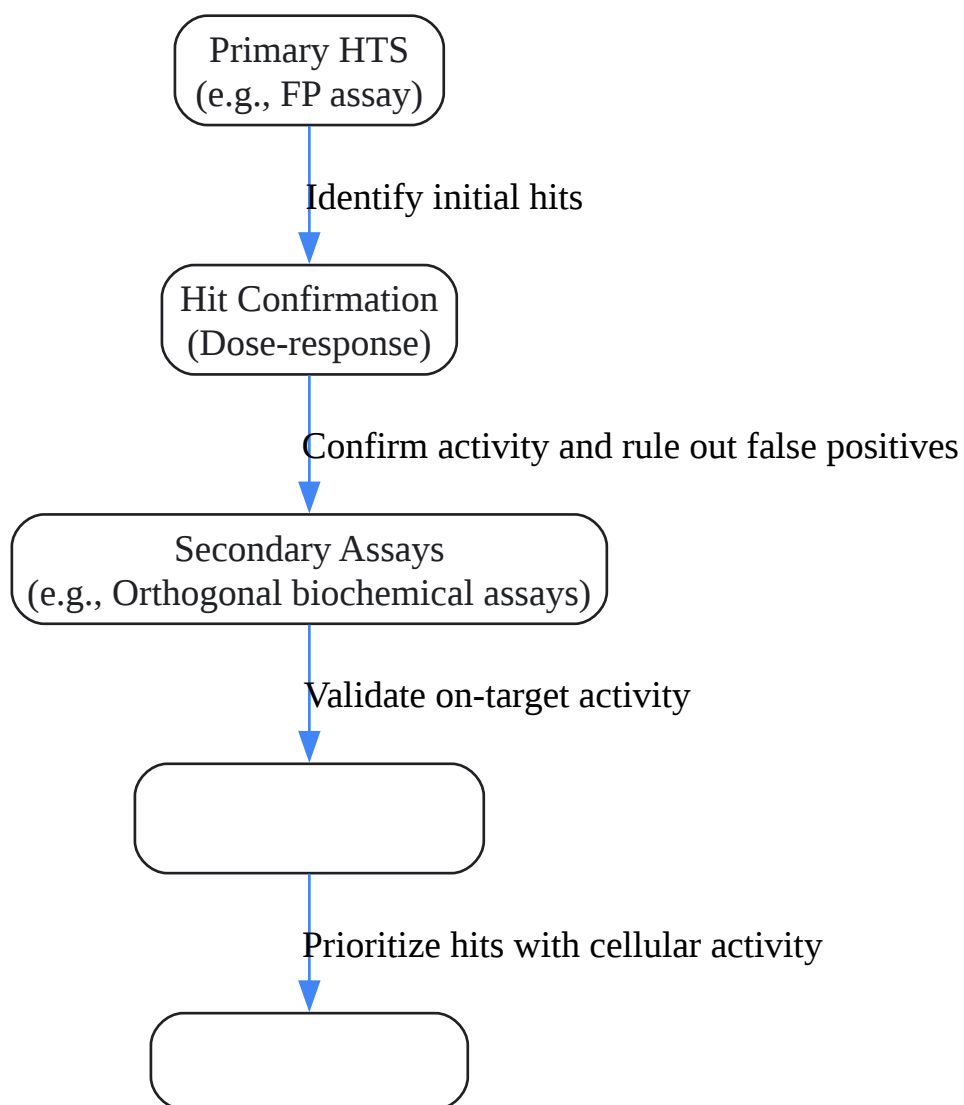 Primary HTS
(e.g., FP assay)
Identify initial hits
Hit Confirmation
(Dose-response)
Confirm activity and rule out false positives
Secondary Assays
(e.g., Orthogonal biochemical assays)
Validate on-target activity
Prioritize hits with cellular activity